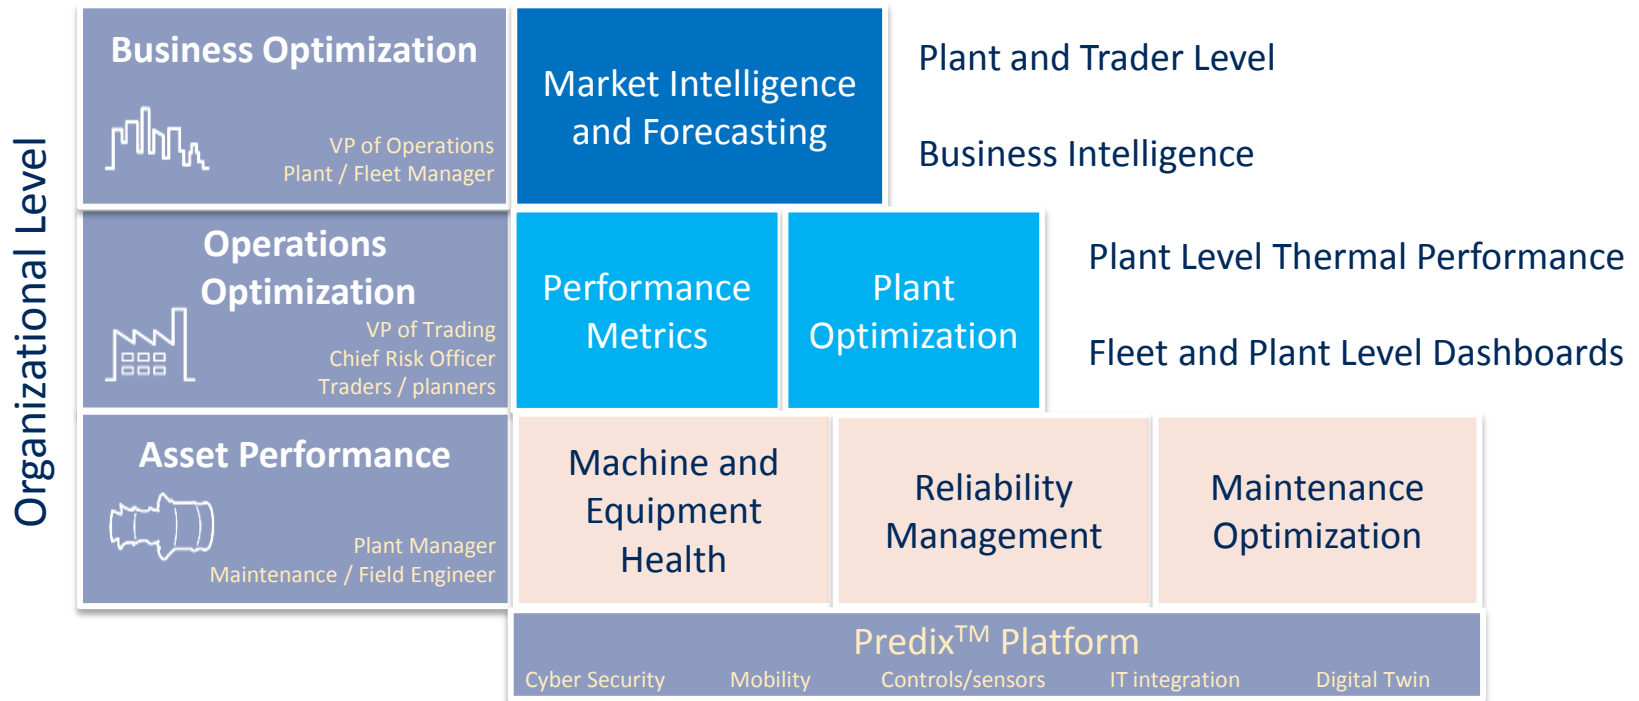 Organizational Level
Business Optimization
VP of Operations
Plant / Fleet Manager
Market Intelligence
and Forecasting
Plant and Trader Level
Business Intelligence
Operations
Optimization
VP of Trading
Chief Risk Officer
Traders / planners
Performance
Metrics
Plant
Optimization
Plant Level Thermal Performance
Fleet and Plant Level Dashboards
Asset Performance
Plant Manager
Maintenance / Field Engineer
Machine and
Equipment
Health
Reliability
Management
Maintenance
Optimization
Predix™ Platform
Cyber Security Mobility Controls/sensors IT integration Digital Twin